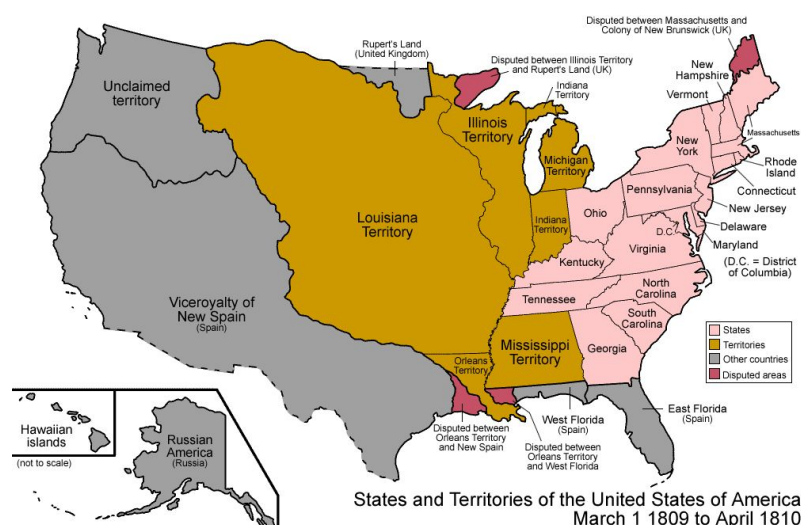 Disputed between Massachusetts and
Colony of New Brunswick (UK)
Rupert's Land
(United Kingdom)
Disputed between Illinois Territory
and Rupert's Land (UK)
New
Hampshire
Unclaimed
territory
Indiana
Territory
Vermont
Illinois
Territory
Massachusetts
New
York
Michigan
Territory
Rhode
Island
Pennsylvania
Connecticut
New Jersey
Louisiana
Territory
Ohio
Indiana
Territory
D.C.
Delaware
Maryland
(D.C. = District
of Columbia)
Virginia
Kentucky
Viceroyalty of
New Spain
(Spain)
North
Carolina
Tennessee
South
Carolina
States
Territories
Other countries
Disputed areas
Mississippi
Territory
Georgia
Orleans
Territory
East Florida
(Spain)
West Florida
(Spain)
Disputed between
Orleans Territory
and New Spain
Disputed between
Orleans Territory
and West Florida
Hawaiian
islands
(not to scale)
Russian
America
(Russia)
States and Territories of the United States of America
March 1 1809 to April 1810